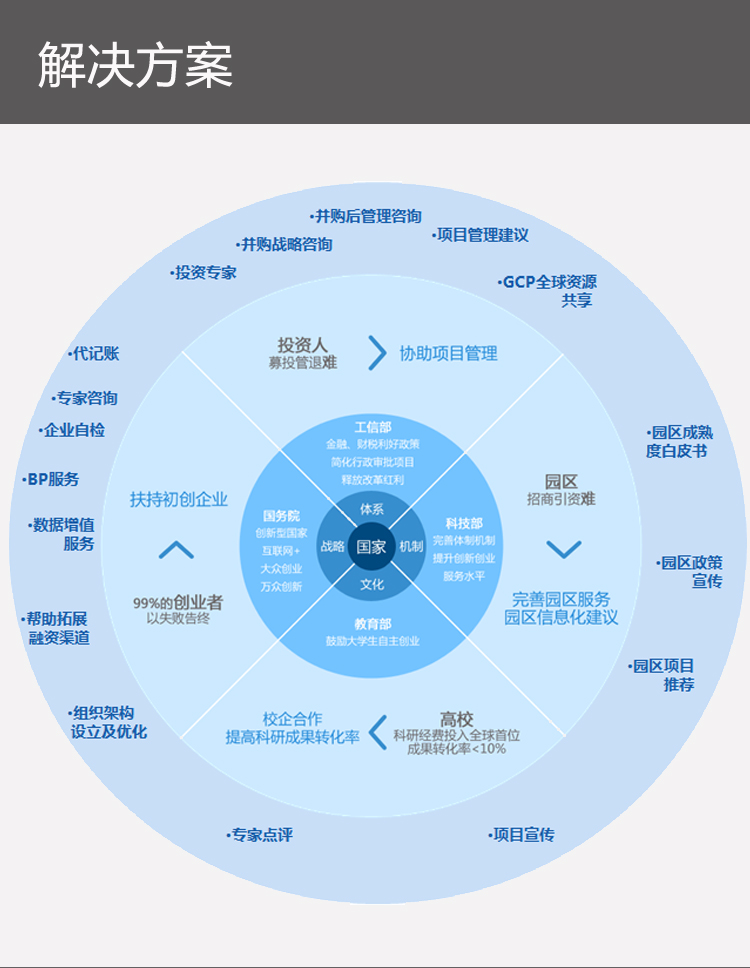 解决方案
•并购后管理咨询
•项目管理建议
•并购战略咨询
•投资专家
•GCP全球资源
共享
•代记账
•专家咨询
•企业自检
•BP服务
•数据增值
服务
•帮助拓展
融资渠道
•组织架构
设立及优化
•园区成熟
度白皮书
•园区政策
宣传
•园区项目
推荐
•专家点评
•项目宣传
投资人
募投管退难
协助项目管理
扶持初创企业
99%的创业者
以失败告终
园区
招商引资难
完善园区服务
园区信息化建议
校企合作
提高科研成果转化率
高校
科研经费投入全球首位
成果转化率<10%
工信部
金融、财税利好政策
简化行政审批项目
释放改革红利
国务院
创新型国家
互联网+
大众创业
万众创新
科技部
完善体制机制
提升创新创业
服务水平
教育部
鼓励大学生自主创业
体系
战略
国家
机制
文化